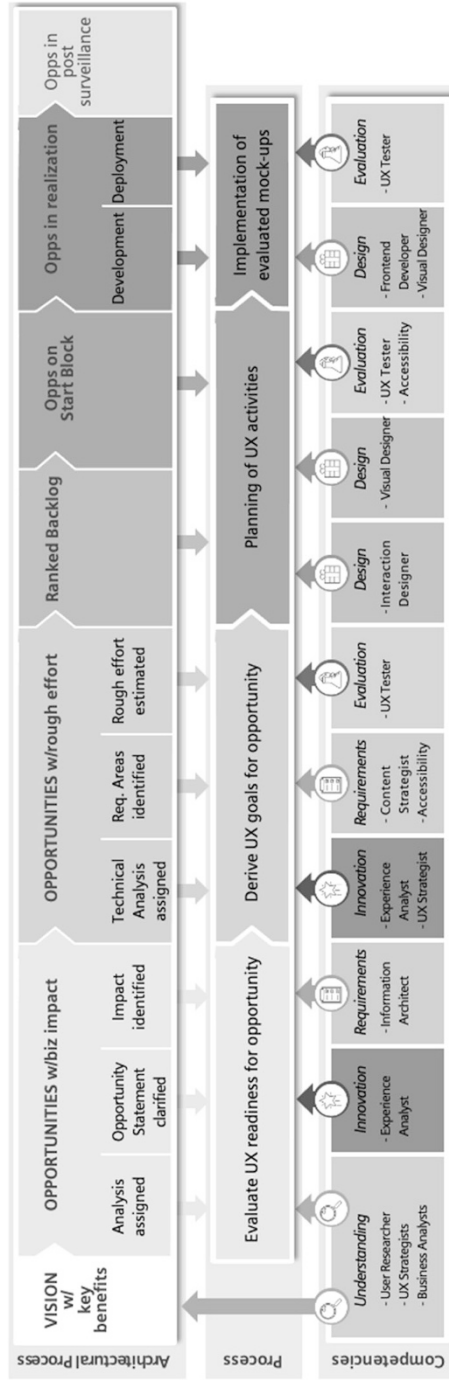 Architectural Process
VISION
w/
key
benefits
OPPORTUNITIES w/biz impact
Analysis
assigned
Opportunity
Statement
clarified
Impact
identified
OPPORTUNITIES w/rough effort
Technical
Analysis
assigned
Req. Areas
identified
Rough effort
estimated
Ranked Backlog
Opps on
Start Block
Opps in realization
Development
Deployment
Opps in
post
surveillance
Process
Evaluate UX readiness for opportunity
Derive UX goals for opportunity
Planning of UX activities
Implementation of
evaluated mock-ups
Competencies
Understanding
- User Researcher
- UX Strategists
- Business Analysts
Innovation
- Experience
Analyst
Requirements
- Information
Architect
Innovation
- Experience
Analyst
- UX Strategist
Requirements
- Content
Strategist
- Accessibility
Evaluation
- UX Tester
Design
- Interaction
Designer
Design
- Visual Designer
Evaluation
- UX Tester
- Accessibility
Design
- Frontend
Developer
- Visual Designer
Evaluation
- UX Tester